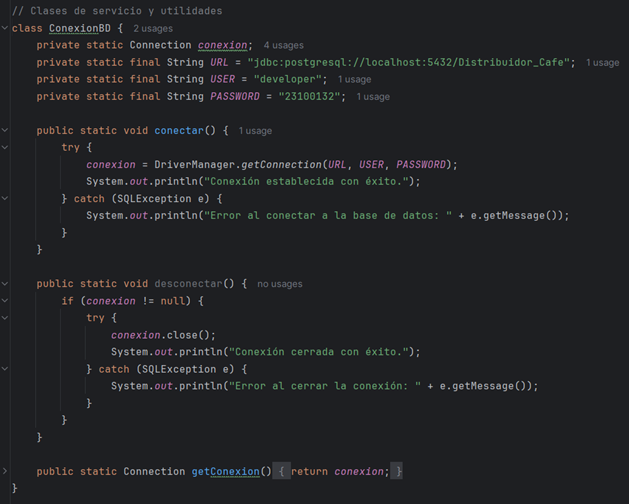 // Clases de servicio y utilidades
class ConexionBD {  2 usages
    private static Connection conexion;  4 usages
    private static final String URL = "jdbc:postgresql://localhost:5432/Distribuidor_Cafe";  1 usage
    private static final String USER = "developer";  1 usage
    private static final String PASSWORD = "23100132";  1 usage
    public static void conectar() {  1 usage
        try {
            conexion = DriverManager.getConnection(URL, USER, PASSWORD);
            System.out.println("Conexión establecida con éxito.");
        } catch (SQLException e) {
            System.out.println("Error al conectar a la base de datos: " + e.getMessage());
        }
    }
    public static void desconectar() {  no usages
        if (conexion != null) {
            try {
                conexion.close();
                System.out.println("Conexión cerrada con éxito.");
            } catch (SQLException e) {
                System.out.println("Error al cerrar la conexión: " + e.getMessage());
            }
        }
    }
    public static Connection getConexion() { return conexion; }
}